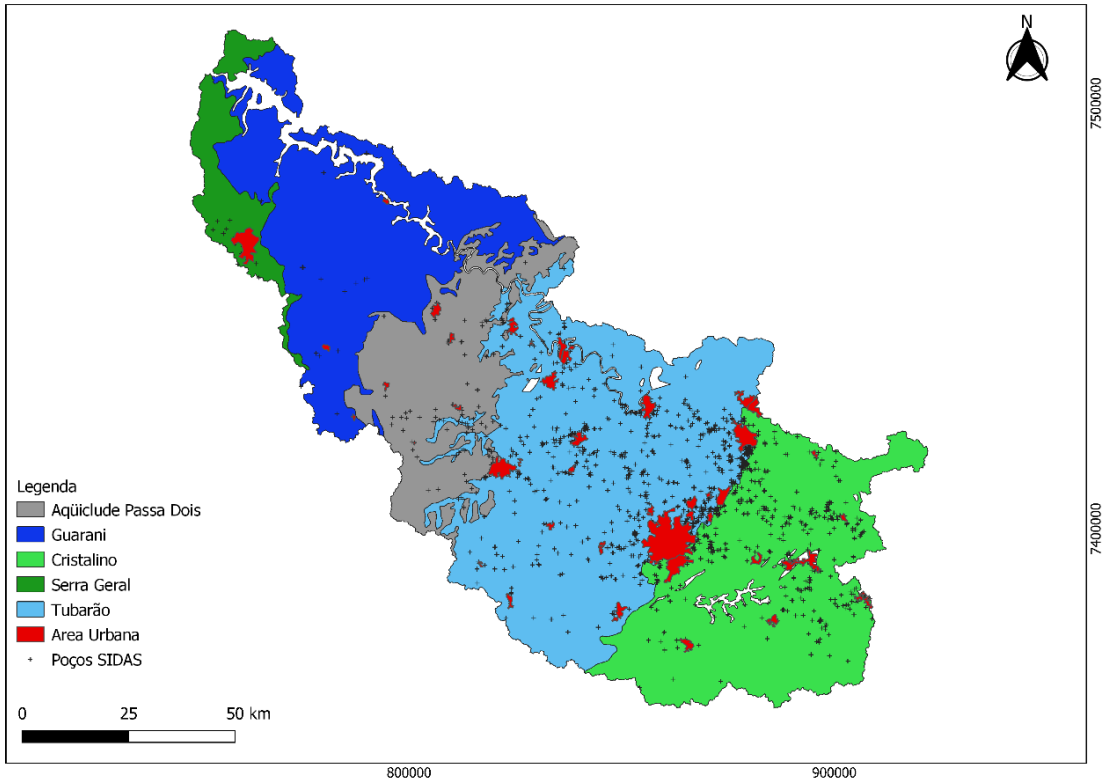 N
7500000
7400000
Legenda
Aqüiclude Passa Dois
Guarani
Cristalino
Serra Geral
Tubarão
Area Urbana
Poços SIDAS
0 25 50 km
800000 900000